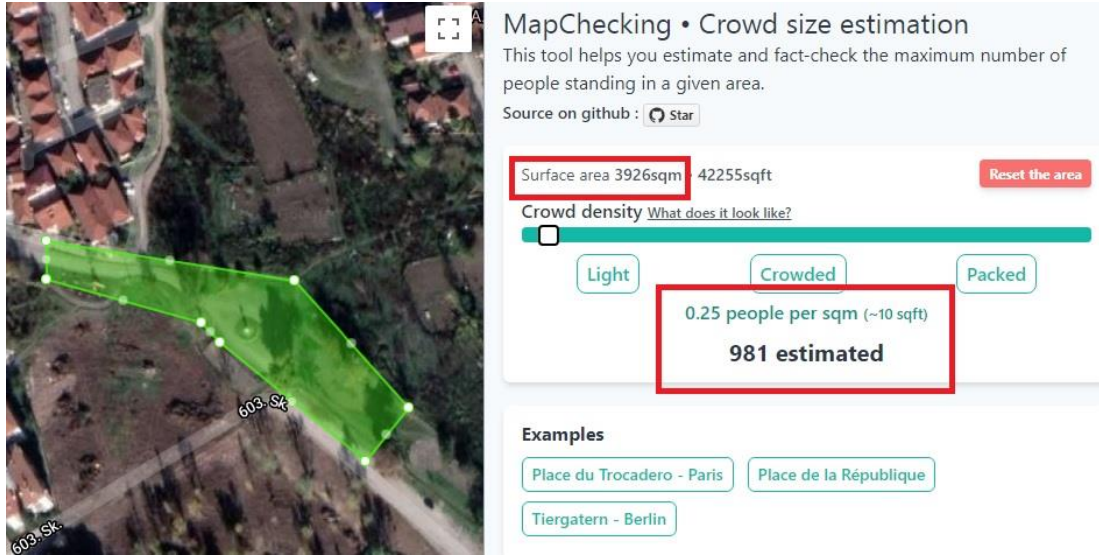 MapChecking • Crowd size estimation
This tool helps you estimate and fact-check the maximum number of
people standing in a given area.
Source on github : Star
Surface area 3926sqm - 42255sqft
Reset the area
Crowd density What does it look like?
Light
Crowded
Packed
0.25 people per sqm (~10 sqft)
981 estimated
Examples
Place du Trocadero - Paris
Place de la République
Tiergatern - Berlin
603. Sk.
603. Sk.